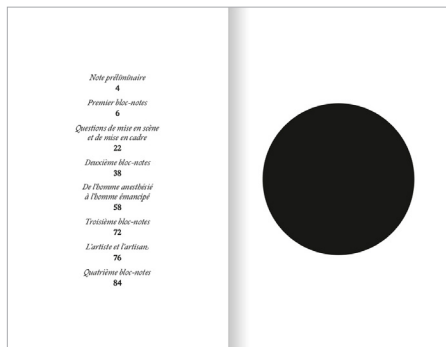 Note préliminaire
4
Premier bloc-notes
6
Questions de mise en scène
et de mise en cadre
22
Deuxième bloc-notes
38
De l'homme anesthésié
à l'homme émancipé
58
Troisième bloc-notes
72
L'artiste et l'artisan,
76
Quatrième bloc-notes
84